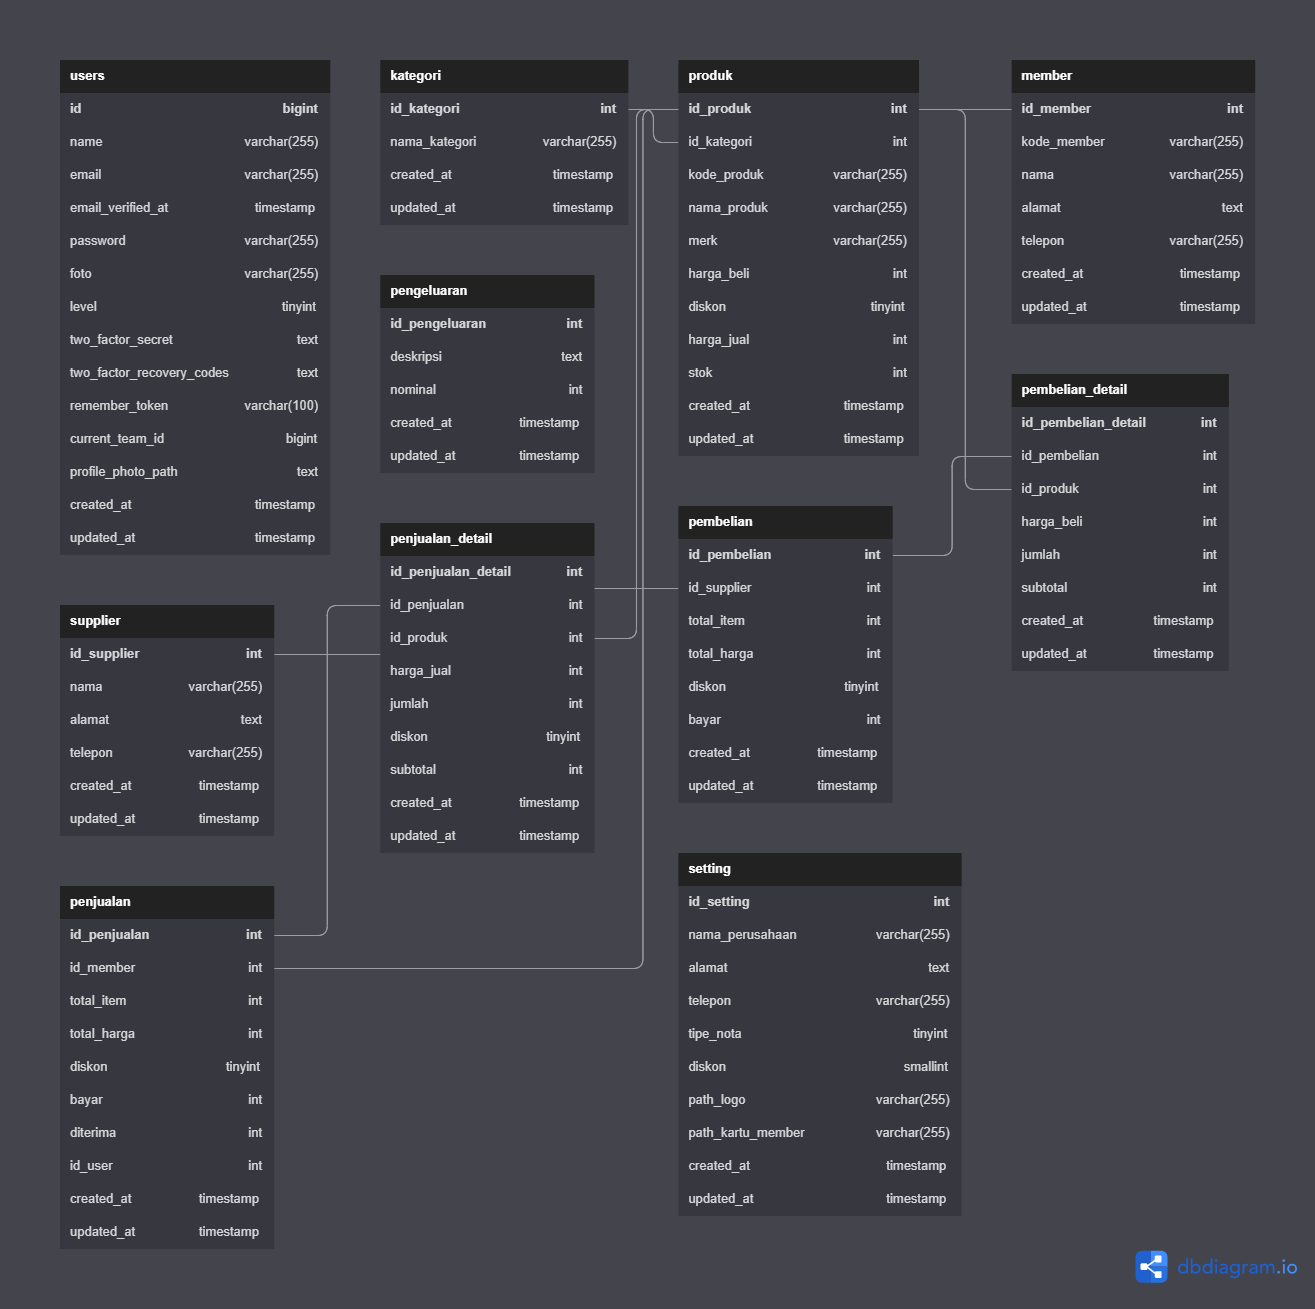 users
id bigint
name varchar(255)
email varchar(255)
email_verified_at timestamp
password varchar(255)
foto varchar(255)
level tinyint
two_factor_secret text
two_factor_recovery_codes text
remember_token varchar(100)
current_team_id bigint
profile_photo_path text
created_at timestamp
updated_at timestamp
supplier
id_supplier int
nama varchar(255)
alamat text
telepon varchar(255)
created_at timestamp
updated_at timestamp
penjualan
id_penjualan int
id_member int
total_item int
total_harga int
diskon tinyint
bayar int
diterima int
id_user int
created_at timestamp
updated_at timestamp
kategori
id_kategori int
nama_kategori varchar(255)
created_at timestamp
updated_at timestamp
pengeluaran
id_pengeluaran int
deskripsi text
nominal int
created_at timestamp
updated_at timestamp
penjualan_detail
id_penjualan_detail int
id_penjualan int
id_produk int
harga_jual int
jumlah int
diskon tinyint
subtotal int
created_at timestamp
updated_at timestamp
produk
id_produk int
id_kategori int
kode_produk varchar(255)
nama_produk varchar(255)
merk varchar(255)
harga_beli int
diskon tinyint
harga_jual int
stok int
created_at timestamp
updated_at timestamp
pembelian
id_pembelian int
id_supplier int
total_item int
total_harga int
diskon tinyint
bayar int
created_at timestamp
updated_at timestamp
setting
id_setting int
nama_perusahaan varchar(255)
alamat text
telepon varchar(255)
tipe_nota tinyint
diskon smallint
path_logo varchar(255)
path_kartu_member varchar(255)
created_at timestamp
updated_at timestamp
member
id_member int
kode_member varchar(255)
nama varchar(255)
alamat text
telepon varchar(255)
created_at timestamp
updated_at timestamp
pembelian_detail
id_pembelian_detail int
id_pembelian int
id_produk int
harga_beli int
jumlah int
subtotal int
created_at timestamp
updated_at timestamp
dbdiagram.io